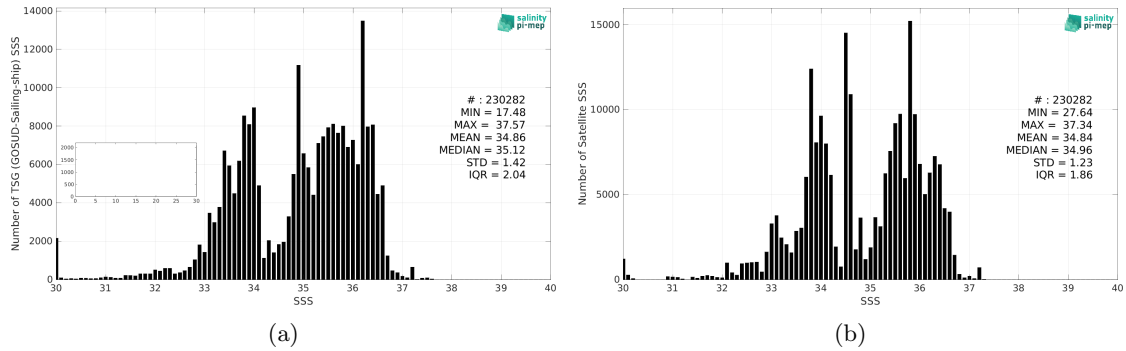 14000
12000
10000
8000
6000
4000
2000
0
Number of TSG (GOSUD-Sailing-ship) SSS
salinity
pi-mep
# : 230282
MIN = 17.48
MAX = 37.57
MEAN = 34.86
MEDIAN = 35.12
STD = 1.42
IQR = 2.04
2000
1500
1000
500
0
0 5 10 15 20 25 30
30 31 32 33 34 35 36 37 38 39 40
SSS
(a)
15000
10000
5000
0
Number of Satellite SSS
salinity
pi-mep
# : 230282
MIN = 27.64
MAX = 37.34
MEAN = 34.84
MEDIAN = 34.96
STD = 1.23
IQR = 1.86
30 31 32 33 34 35 36 37 38 39 40
SSS
(b)